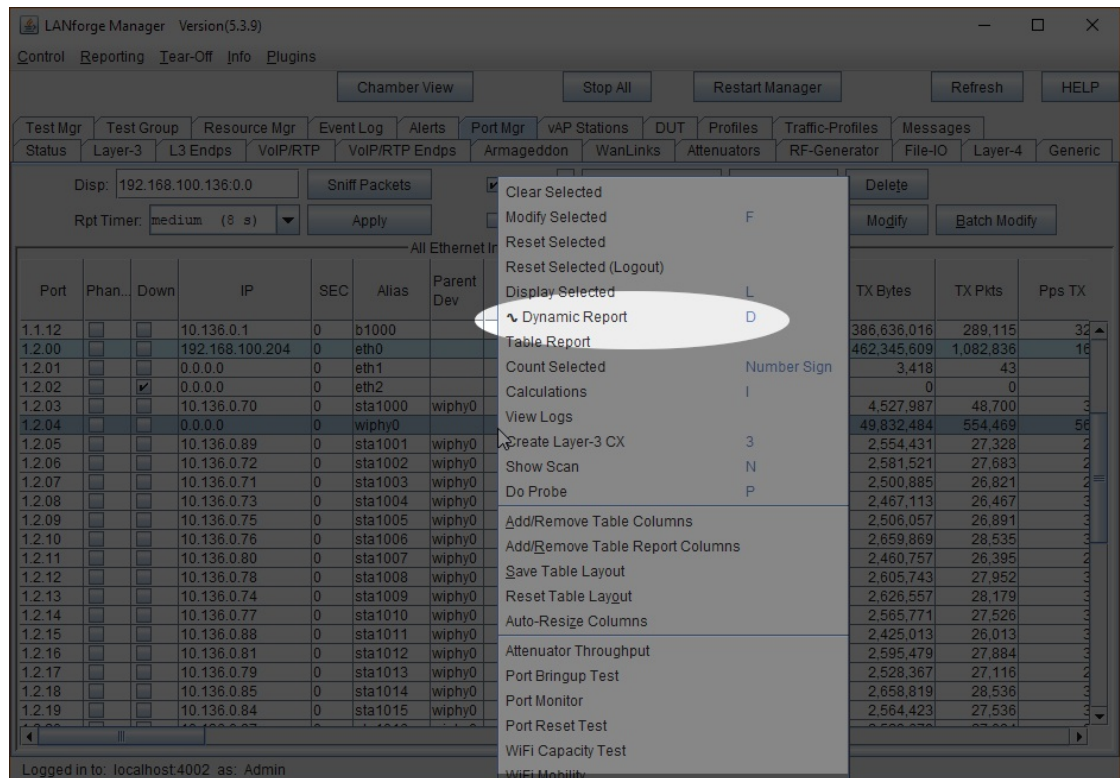 LANforge Manager Version(5.3.9)
Control Reporting Tear-Off Info Plugins
Chamber View Stop All Restart Manager Refresh HELP
Test Mgr Test Group Resource Mgr Event Log Alerts Port Mgr vAP Stations DUT Profiles Traffic-Profiles Messages
Status Layer-3 L3 Endps VoIP/RTP VoIP/RTP Endps Armageddon WanLinks Attenuators RF-Generator File-IO Layer-4 Generic
Disp: 192.168.100.136:0.0 Sniff Packets Delete
Rpt Timer: medium (8 s) Apply Modify Batch Modify
All Ethernet
Port Phan... Down IP SEC Alias Parent Dev TX Bytes TX Pkts Pps TX
1.1.12 10.136.0.1 0 b1000 386,636,016 289,115 32
1.2.00 192.168.100.204 0 eth0 462,345,609 1,082,836 16
1.2.01 0.0.0.0 0 eth1 3,418 43
1.2.02 0.0.0.0 0 eth2 0 0
1.2.03 10.136.0.70 0 sta1000 wiphy0 4,527,987 48,700 3
1.2.04 0.0.0.0 0 wiphy0 49,832,484 554,469 56
1.2.05 10.136.0.89 0 sta1001 wiphy0 2,554,431 27,328 2
1.2.06 10.136.0.72 0 sta1002 wiphy0 2,581,521 27,683 2
1.2.07 10.136.0.71 0 sta1003 wiphy0 2,500,885 26,821 2
1.2.08 10.136.0.73 0 sta1004 wiphy0 2,467,113 26,467 3
1.2.09 10.136.0.75 0 sta1005 wiphy0 2,506,057 26,891 3
1.2.10 10.136.0.76 0 sta1006 wiphy0 2,659,869 28,535 3
1.2.11 10.136.0.80 0 sta1007 wiphy0 2,460,757 26,395 2
1.2.12 10.136.0.78 0 sta1008 wiphy0 2,605,743 27,952 3
1.2.13 10.136.0.74 0 sta1009 wiphy0 2,626,557 28,179 3
1.2.14 10.136.0.77 0 sta1010 wiphy0 2,565,771 27,526 3
1.2.15 10.136.0.88 0 sta1011 wiphy0 2,425,013 26,013 3
1.2.16 10.136.0.81 0 sta1012 wiphy0 2,595,479 27,884 3
1.2.17 10.136.0.79 0 sta1013 wiphy0 2,528,367 27,116 2
1.2.18 10.136.0.85 0 sta1014 wiphy0 2,658,819 28,536 3
1.2.19 10.136.0.84 0 sta1015 wiphy0 2,564,423 27,536 3
Clear Selected
Modify Selected F
Reset Selected
Reset Selected (Logout)
Display Selected L
Dynamic Report D
Table Report
Count Selected Number Sign
Calculations I
View Logs
Create Layer-3 CX 3
Show Scan N
Do Probe P
Add/Remove Table Columns
Add/Remove Table Report Columns
Save Table Layout
Reset Table Layout
Auto-Resize Columns
Attenuator Throughput
Port Bringup Test
Port Monitor
Port Reset Test
WiFi Capacity Test
WiFi Mobility
Logged in to: localhost:4002 as: Admin